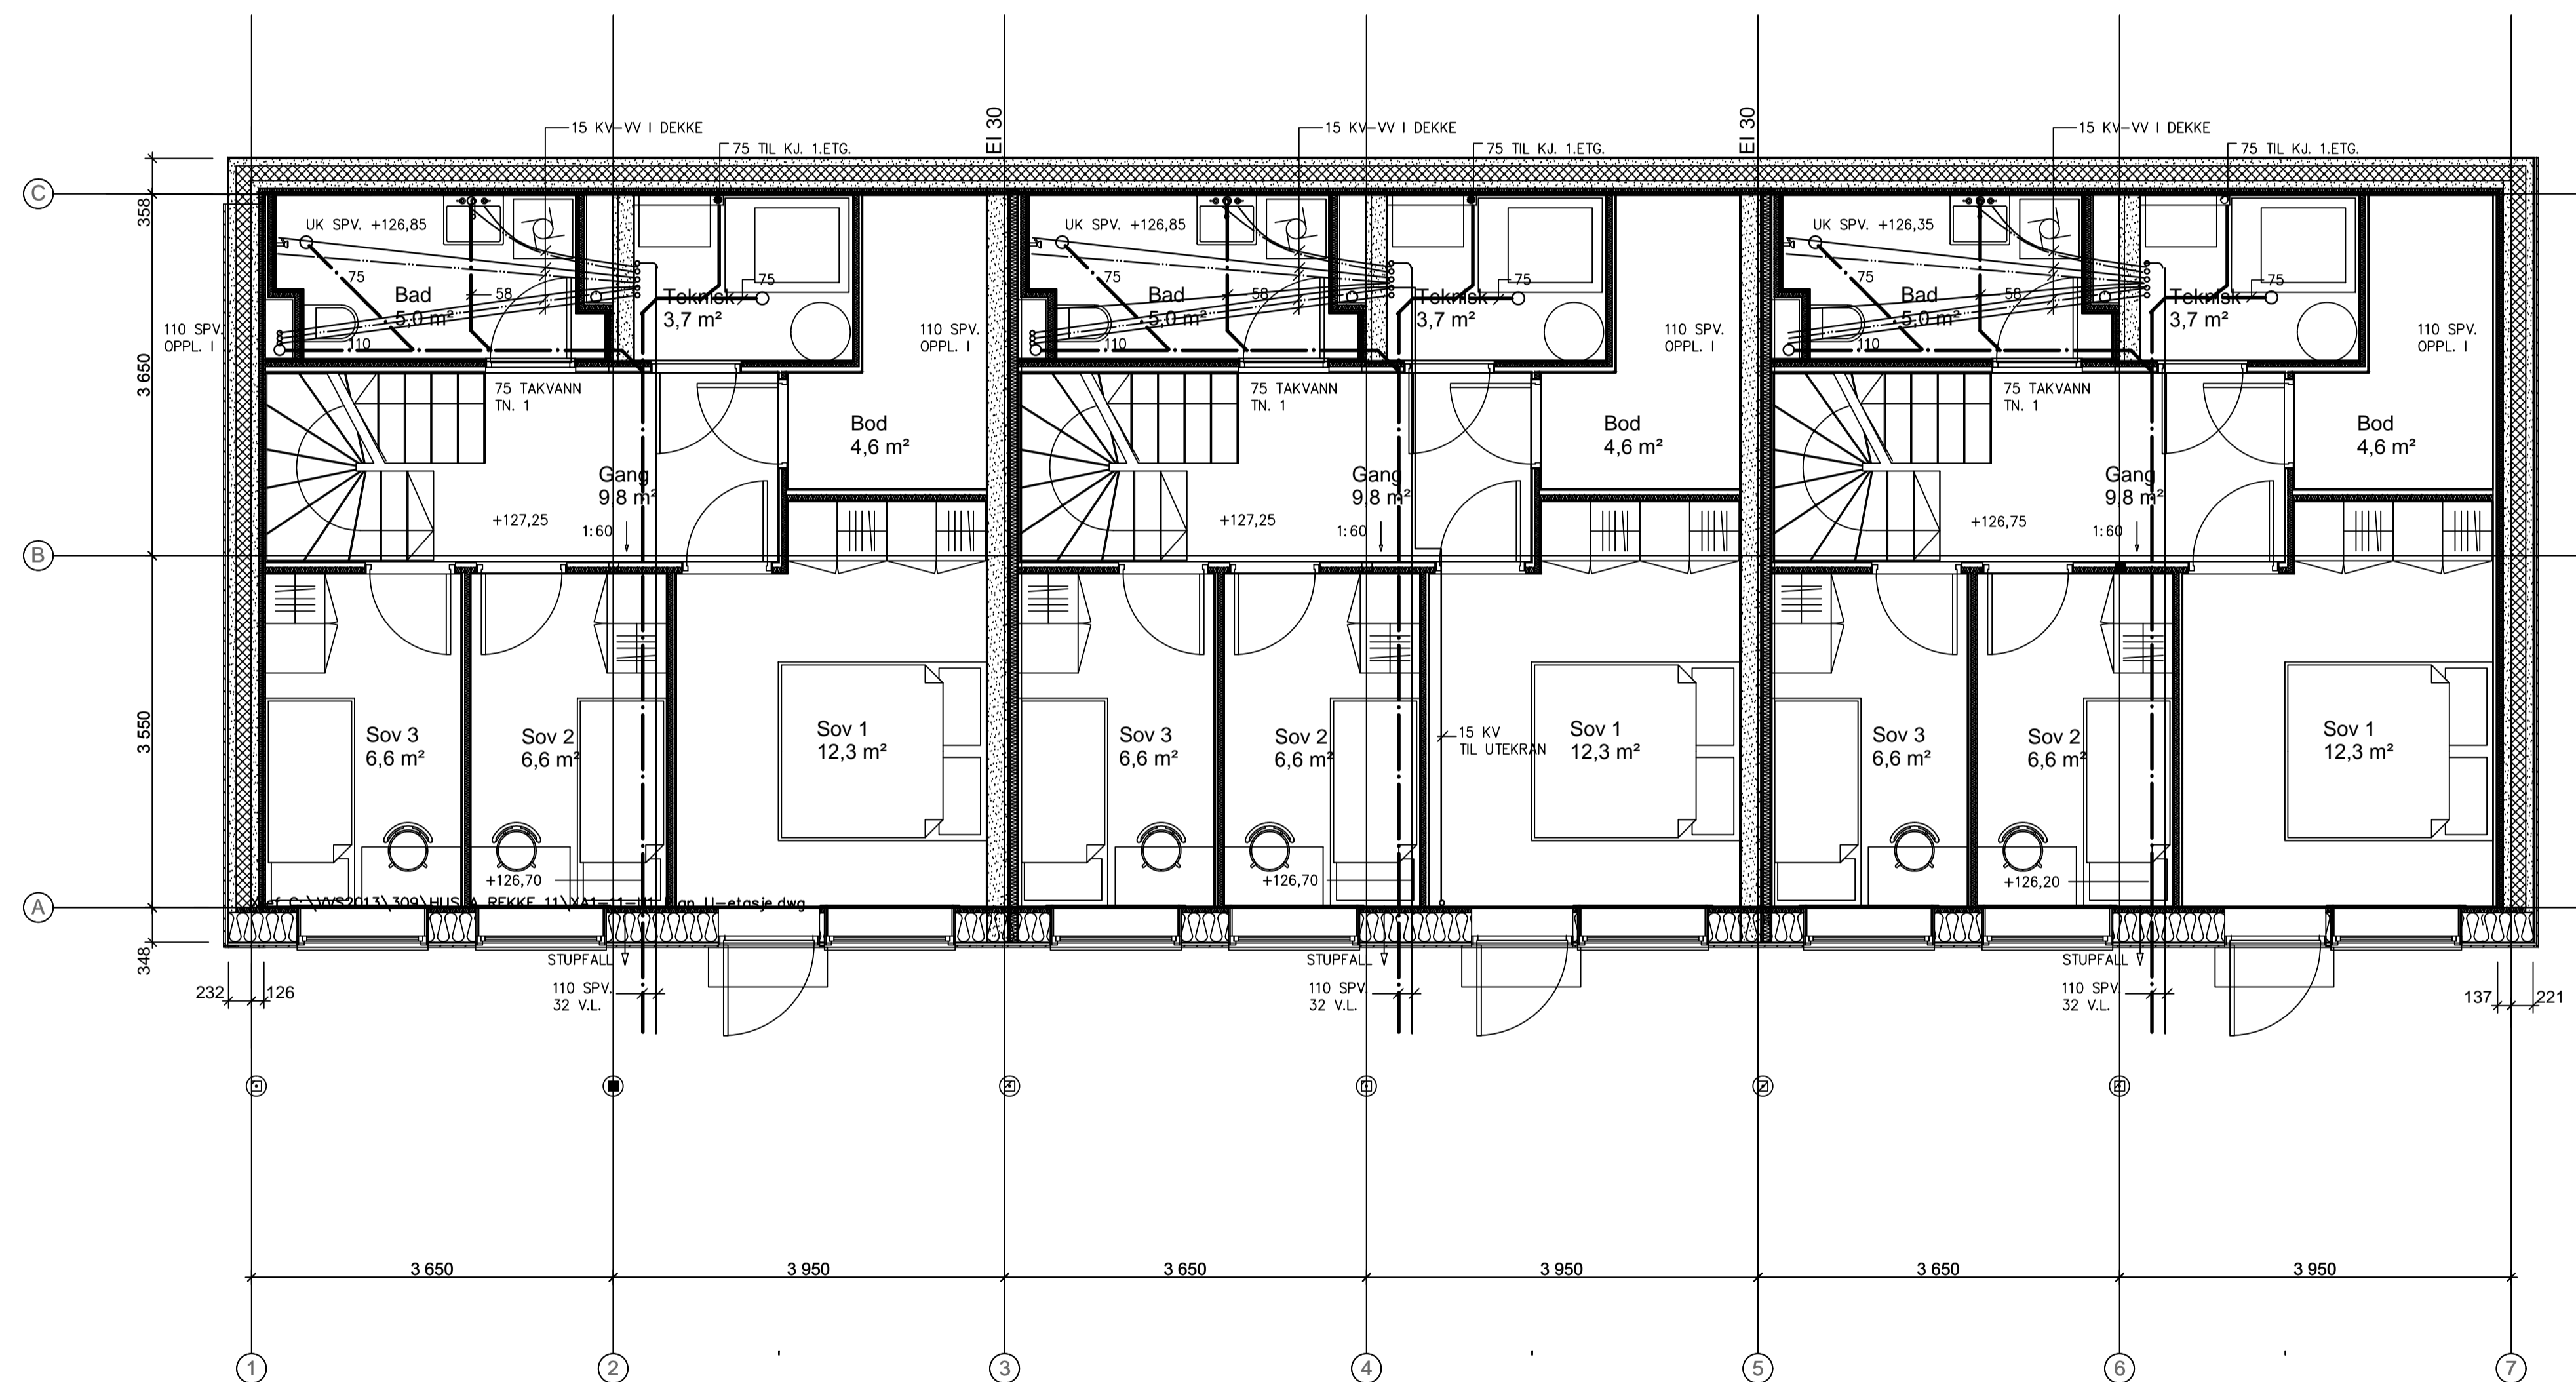 EI 30
EI 30
15 KV-VV I DEKKE
15 KV-VV I DEKKE
15 KV-VV I DEKKE
75 TIL KJ. 1.ETG.
75 TIL KJ. 1.ETG.
75 TIL KJ. 1.ETG.
C
358
UK SPV. +126,85
UK SPV. +126,85
UK SPV. +126,35
75
58
75
Bad
5,0 m²
Teknisk
3,7 m²
110
75
58
75
Bad
5,0 m²
Teknisk
3,7 m²
110
75
58
75
Bad
5,0 m²
Teknisk
3,7 m²
110
110 SPV.
OPPL. I
110 SPV.
OPPL. I
110 SPV.
OPPL. I
110 SPV.
OPPL. I
3 650
75 TAKVANN
TN. 1
75 TAKVANN
TN. 1
75 TAKVANN
TN. 1
Bod
4,6 m²
Bod
4,6 m²
Bod
4,6 m²
Gang
9,8 m²
Gang
9,8 m²
Gang
9,8 m²
+127,25
1:60
+127,25
1:60
+126,75
1:60
B
3 550
Sov 3
6,6 m²
Sov 2
6,6 m²
Sov 1
12,3 m²
Sov 3
6,6 m²
Sov 2
6,6 m²
15 KV
TIL UTEKRAN
Sov 1
12,3 m²
Sov 3
6,6 m²
Sov 2
6,6 m²
Sov 1
12,3 m²
+126,70
+126,70
+126,20
A
Xref C:\VVS2013\309\HUS A REKKE 11\XA1-11-U1 Plan U-etasje.dwg
348
STUPFALL
STUPFALL
STUPFALL
232
126
110 SPV.
32 V.L.
110 SPV.
32 V.L.
110 SPV.
32 V.L.
137
221
3 650
3 950
3 650
3 950
3 650
3 950
1
2
3
4
5
6
7